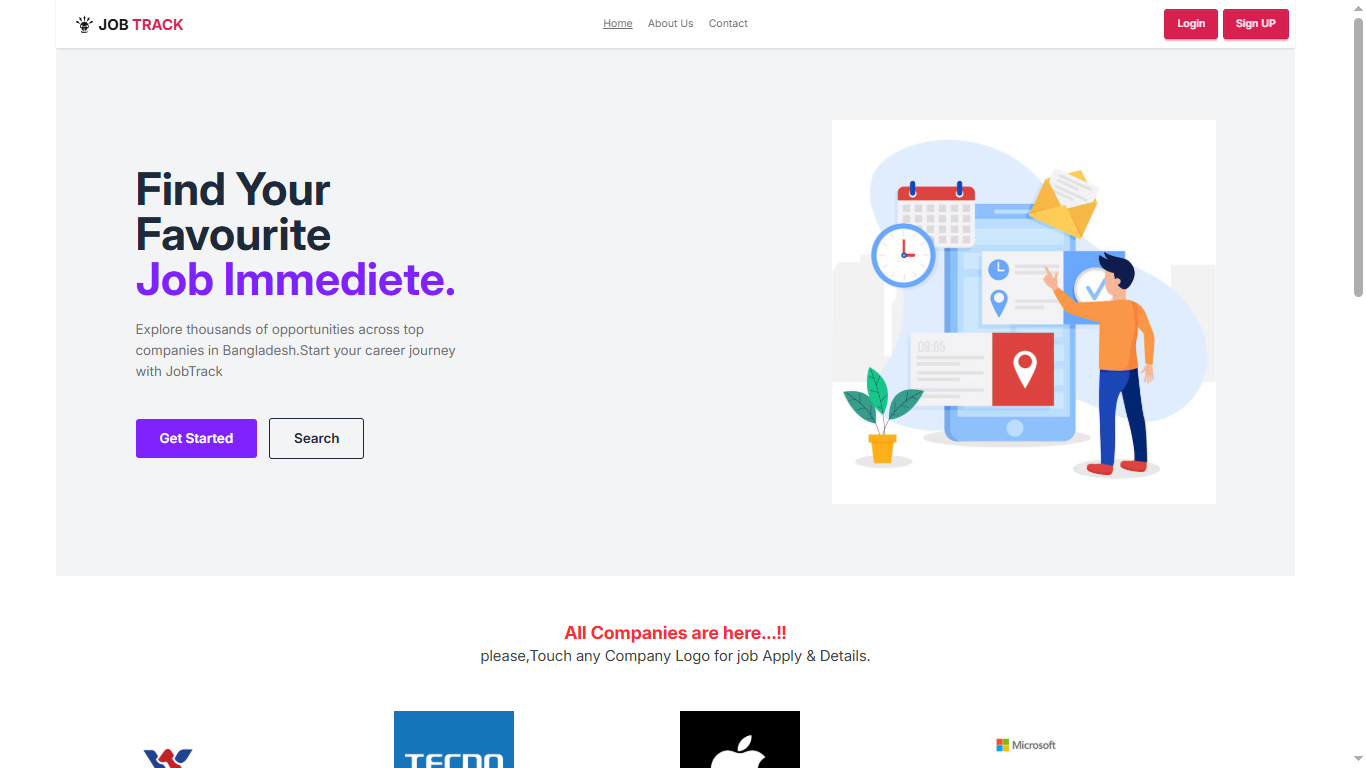 JOB TRACK
Home About Us Contact
Login Sign UP
Find Your
Favourite
Job Immediete.
Explore thousands of opportunities across top
companies in Bangladesh.Start your career journey
with JobTrack
Get Started Search
09:05
All Companies are here...!!
please,Touch any Company Logo for job Apply & Details.
TECNO
Microsoft